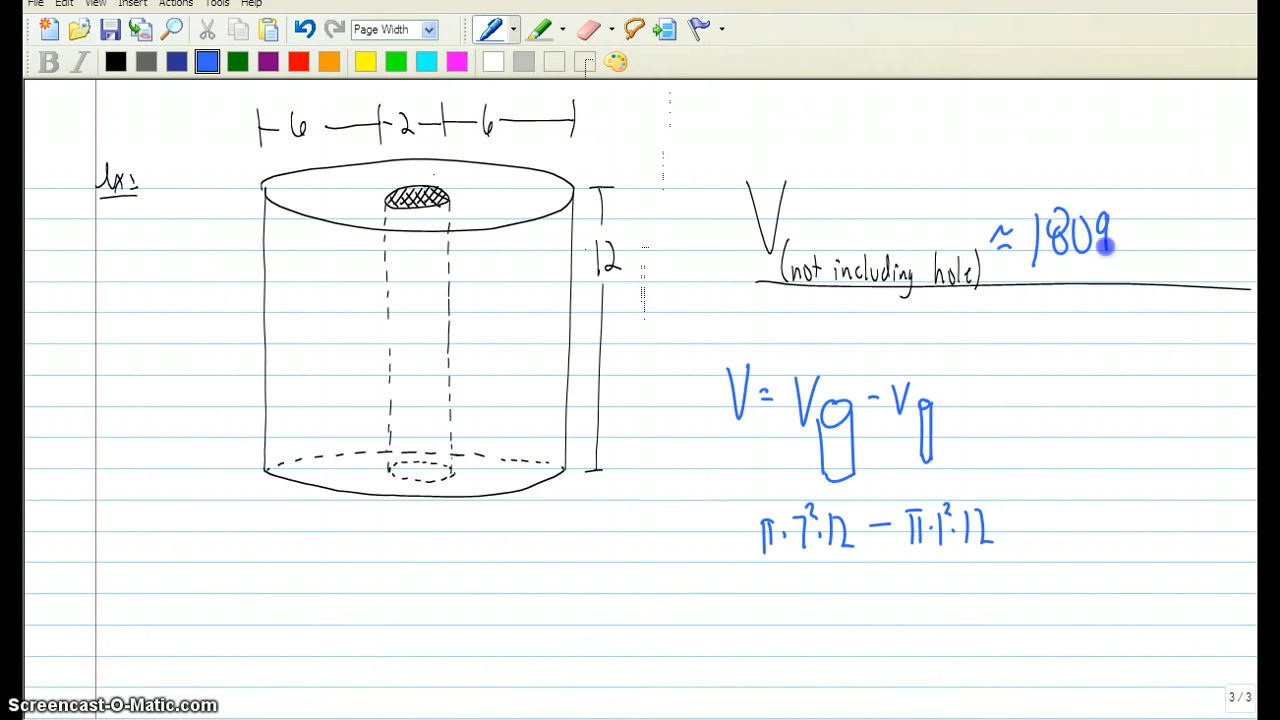 File Edit View Insert Actions Tools Help
Page Width
B I
6 2 6
Ex:
12
V(not including hole) ≈ 1809
V = V - V
π·7²·12 - π·1²·12
3 / 3
Screencast-O-Matic.com